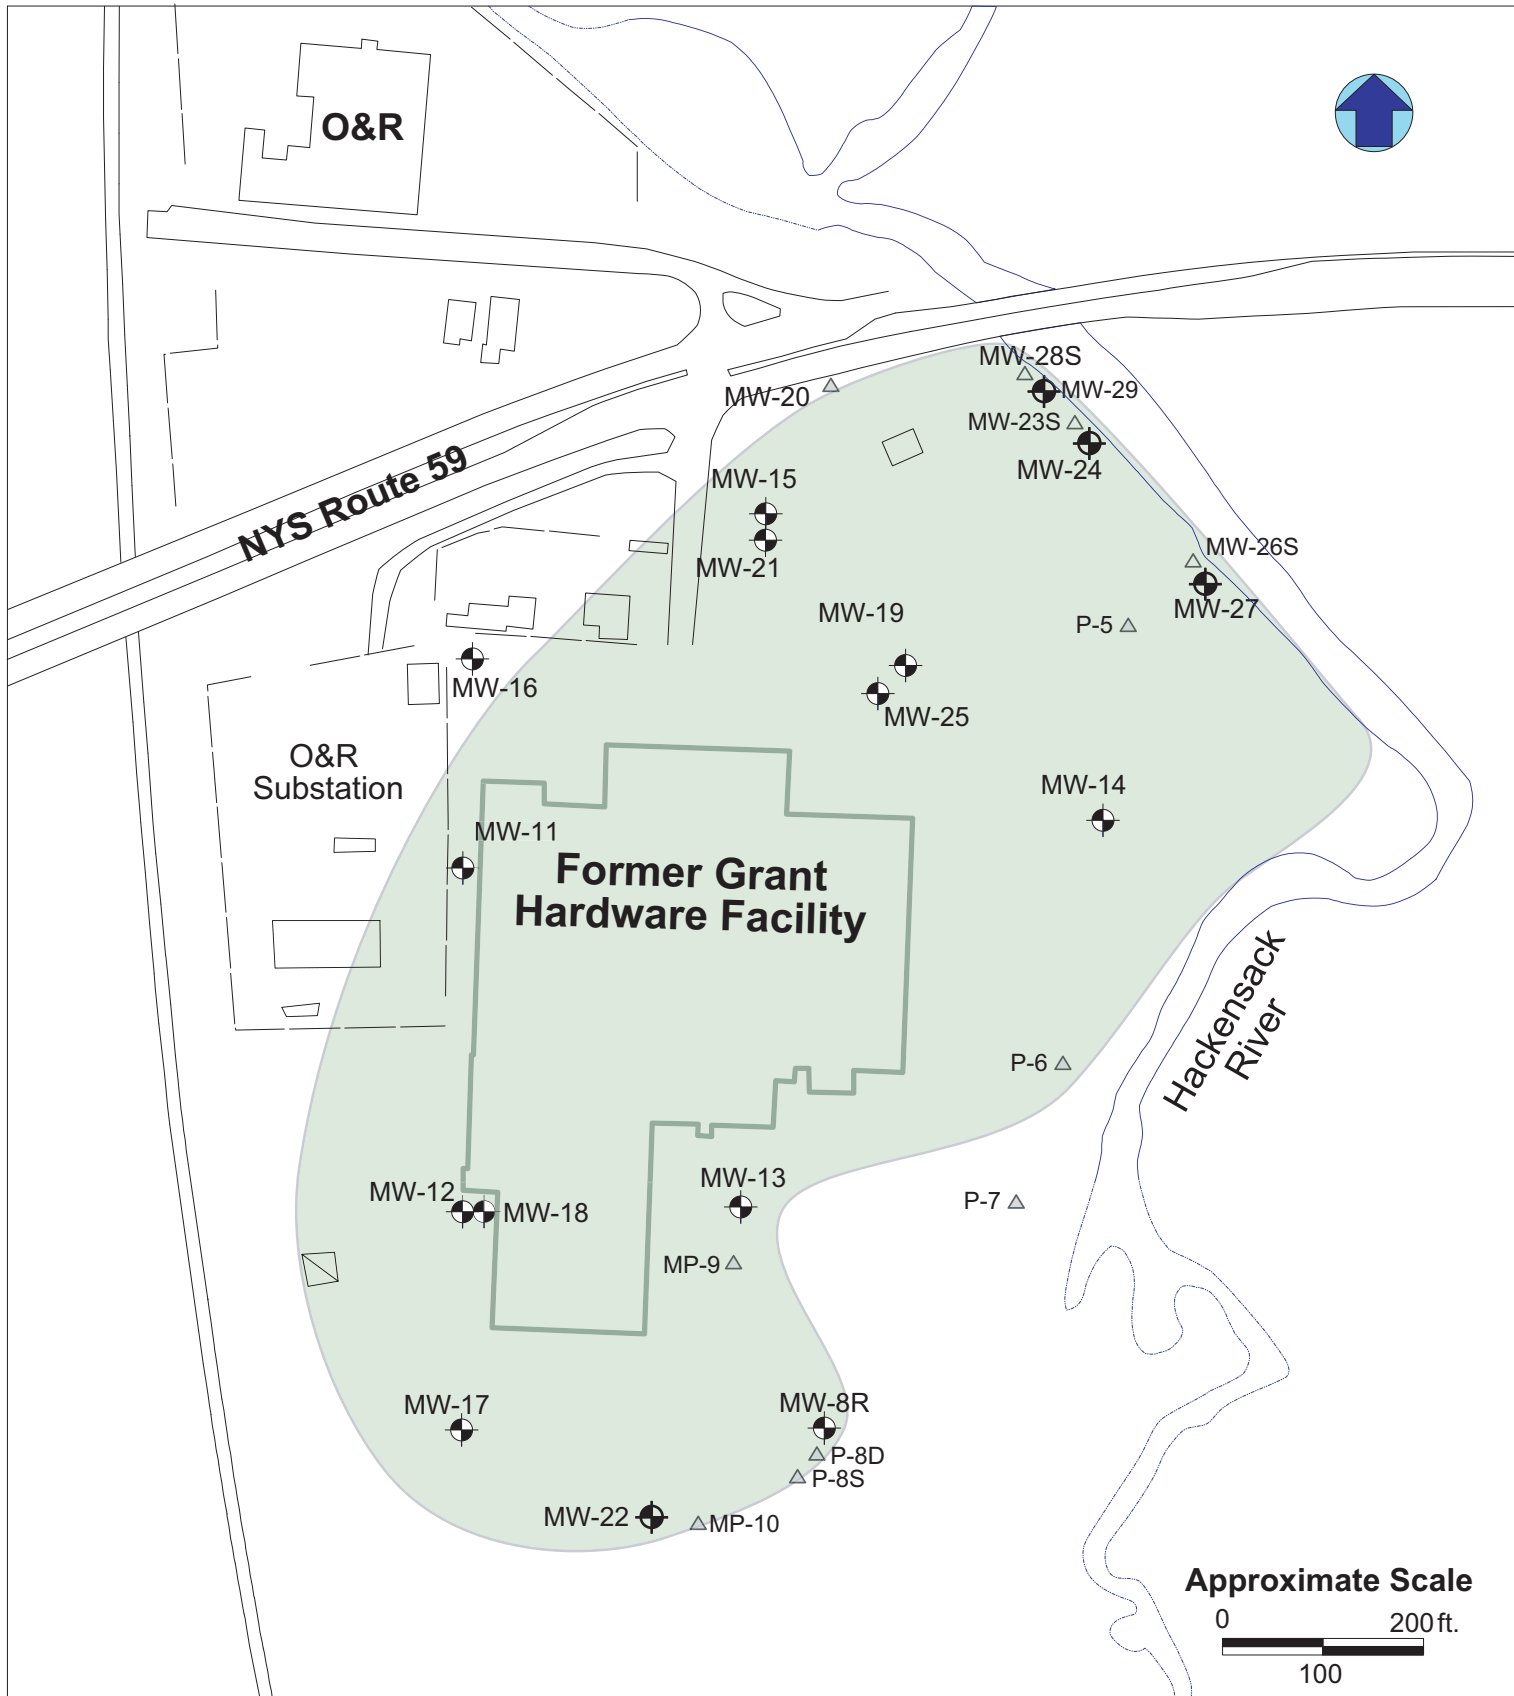 O&R
MW-28S
MW-29
MW-20
MW-23S
NYS Route 59
MW-24
MW-15
MW-26S
MW-21
MW-27
MW-19
P-5
MW-16
MW-25
O&R
Substation
MW-14
MW-11
Former Grant
Hardware Facility
Hackensack
River
P-6
MW-13
MW-12
MW-18
P-7
MP-9
MW-17
MW-8R
P-8D
P-8S
MW-22
MP-10
Approximate Scale
0
200 ft.
100